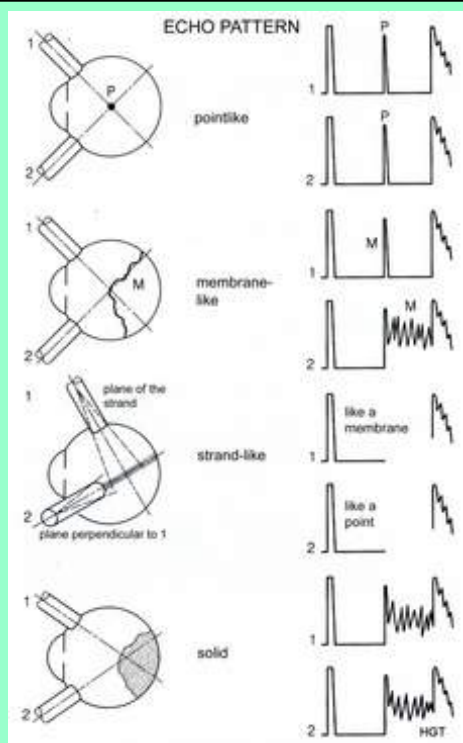 ECHO PATTERN
1
P
P
1
pointlike
P
2
2
1
M
M
1
membrane-
like
M
2
2
1
plane of the
strand
like a
membrane
1
strand-like
like a
point
2
plane perpendicular to 1
2
1
1
solid
2
2
HGT